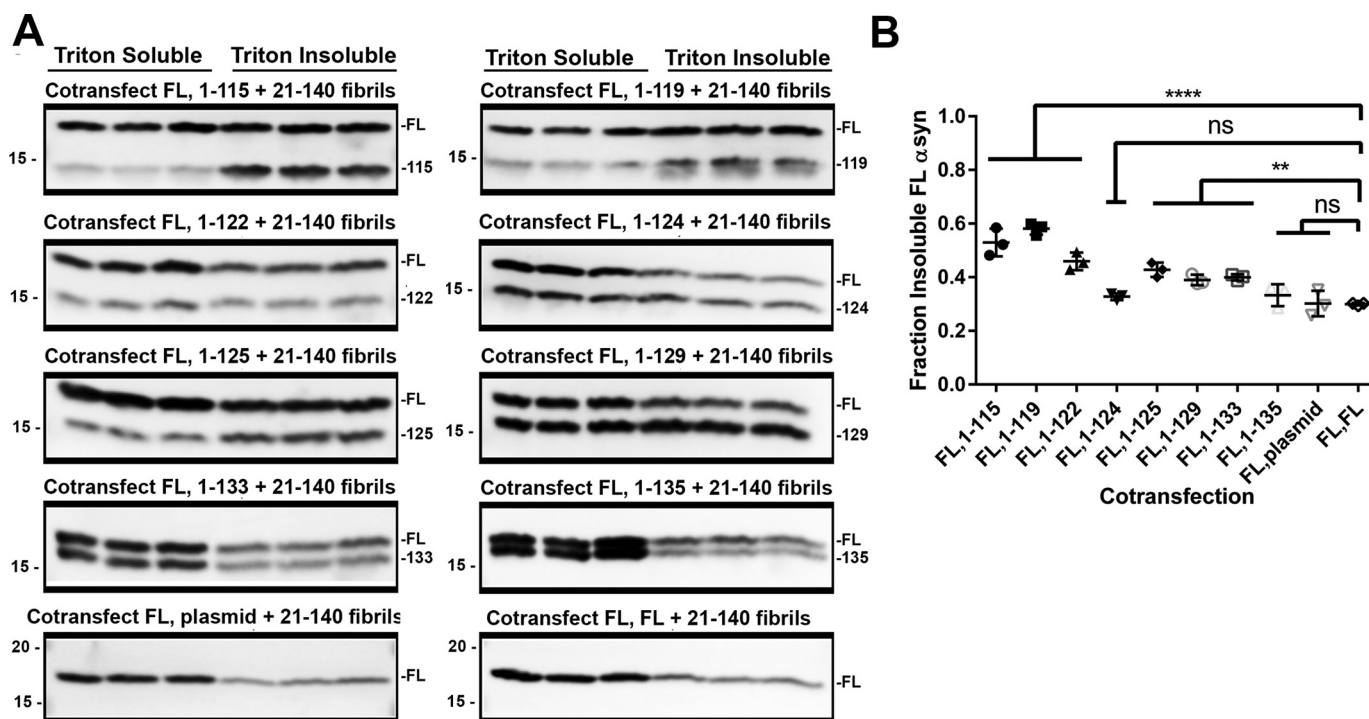 A
Triton Soluble Triton Insoluble
Cotransfect FL, 1-115 + 21-140 fibrils
-FL
15 -
-115
Triton Soluble Triton Insoluble
Cotransfect FL, 1-119 + 21-140 fibrils
-FL
15 -
-119
Cotransfect FL, 1-122 + 21-140 fibrils
-FL
15 -
-122
Cotransfect FL, 1-124 + 21-140 fibrils
-FL
15 -
-124
Cotransfect FL, 1-125 + 21-140 fibrils
-FL
15 -
-125
Cotransfect FL, 1-129 + 21-140 fibrils
-FL
15 -
-129
Cotransfect FL, 1-133 + 21-140 fibrils
-FL
-133
15 -
Cotransfect FL, 1-135 + 21-140 fibrils
-FL
-135
15 -
Cotransfect FL, plasmid + 21-140 fibrils
20 -
-FL
15 -
Cotransfect FL, FL + 21-140 fibrils
20 -
-FL
15 -
B
****
ns
**
ns
Fraction Insoluble FL α syn
1.0
0.8
0.6
0.4
0.2
0.0
FL,1-115
FL,1-119
FL,1-122
FL,1-124
FL,1-125
FL,1-129
FL,1-133
FL,1-135
FL,plasmid
FL,FL
Cotransfection